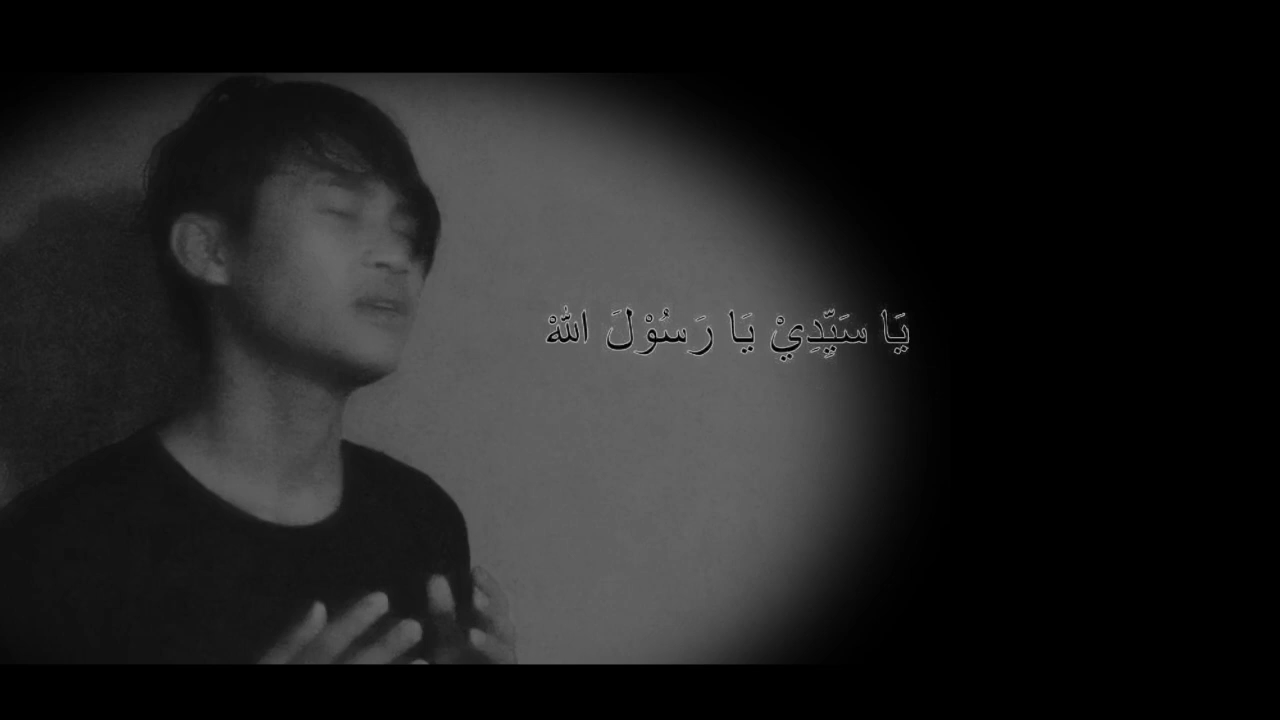 يَا سَيِّدِيْ يَا رَسُوْلَ اللهْ